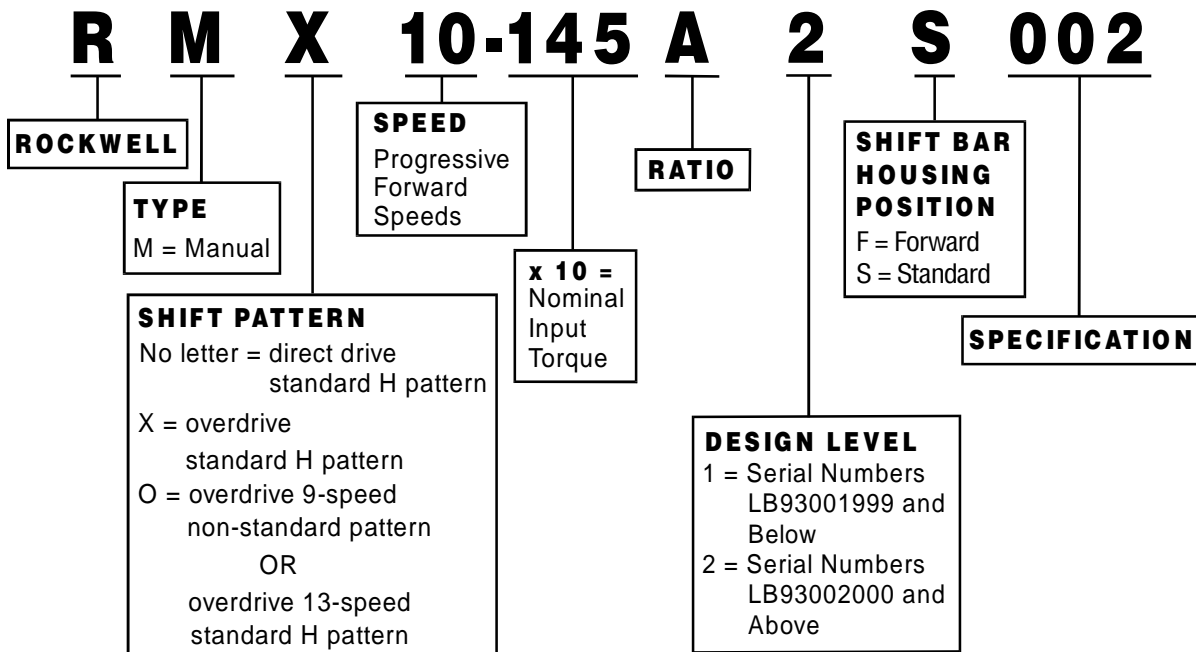 R M X 10-145 A 2 S 002
ROCKWELL
TYPE
M = Manual
SHIFT PATTERN
No letter = direct drive
standard H pattern
X = overdrive
standard H pattern
O = overdrive 9-speed
non-standard pattern
OR
overdrive 13-speed
standard H pattern
SPEED
Progressive
Forward
Speeds
x 10 =
Nominal
Input
Torque
RATIO
DESIGN LEVEL
1 = Serial Numbers
LB93001999 and
Below
2 = Serial Numbers
LB93002000 and
Above
SHIFT BAR
HOUSING
POSITION
F = Forward
S = Standard
SPECIFICATION